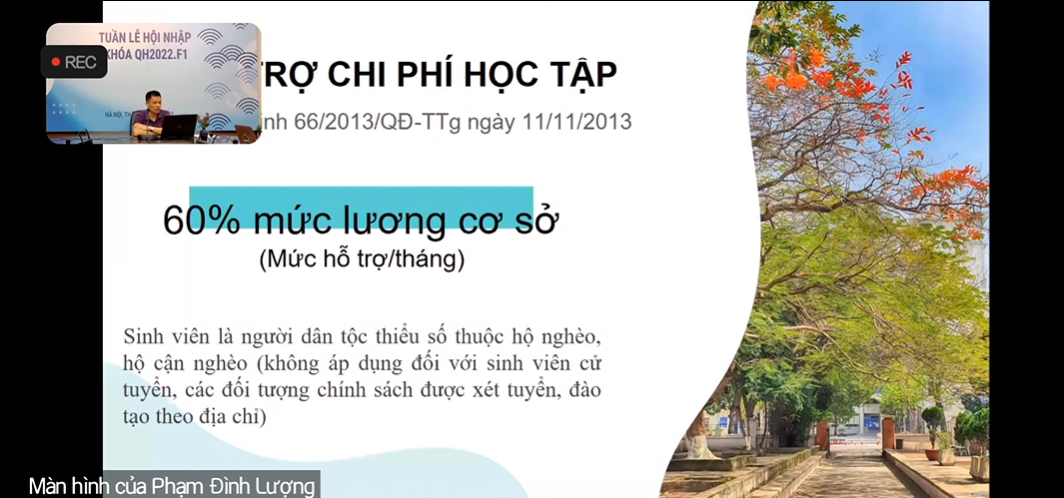 TUẦN LỄ HỘI NHẬP
KHÓA QH2022.F1
REC
TRỢ CHI PHÍ HỌC TẬP
66/2013/QĐ-TTg ngày 11/11/2013
60% mức lương cơ sở
(Mức hỗ trợ/tháng)
Sinh viên là người dân tộc thiểu số thuộc hộ nghèo,
hộ cận nghèo (không áp dụng đối với sinh viên cử
tuyển, các đối tượng chính sách được xét tuyển, đào
tạo theo địa chỉ)
Màn hình của Phạm Đình Lượng